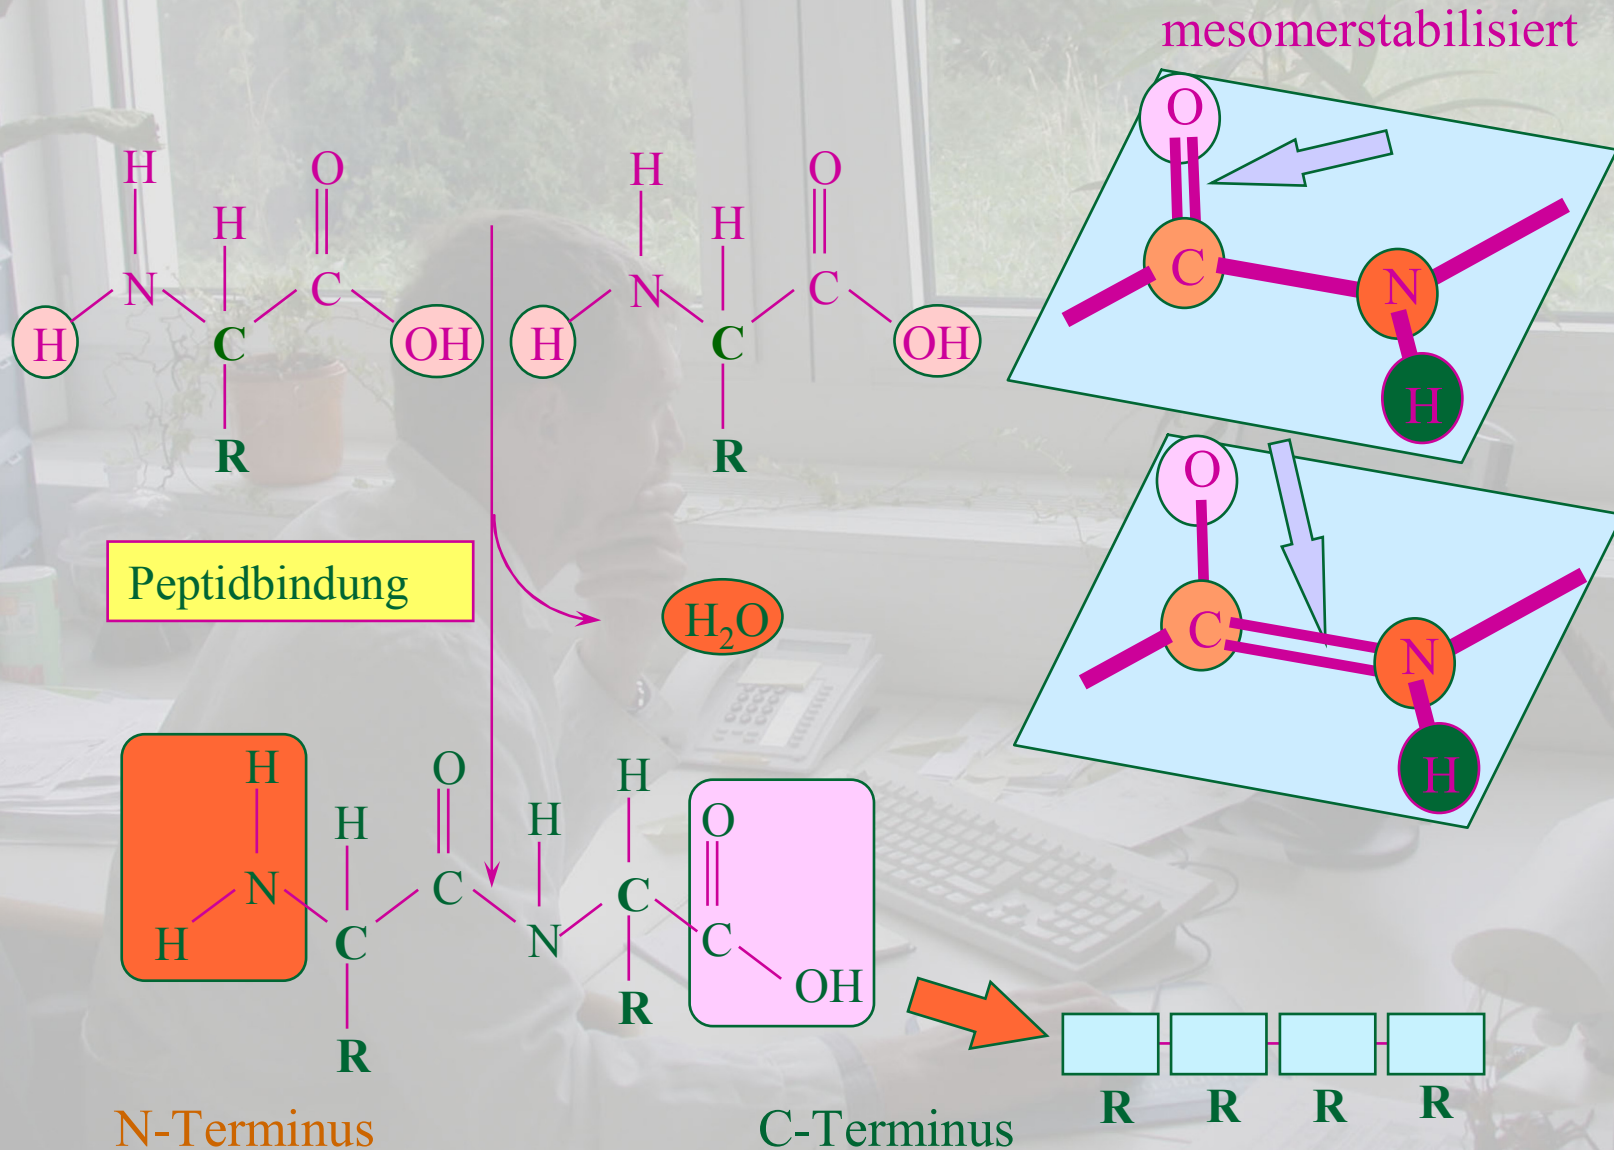 mesomerstabilisiert
H H O H H O
N C N C
H C OH H C OH
R R
O
C N
H
Peptidbindung
H₂O
O
C N
H
H H O H H O
N C C
H C N C OH
R R
N-Terminus
C-Terminus
R R R R